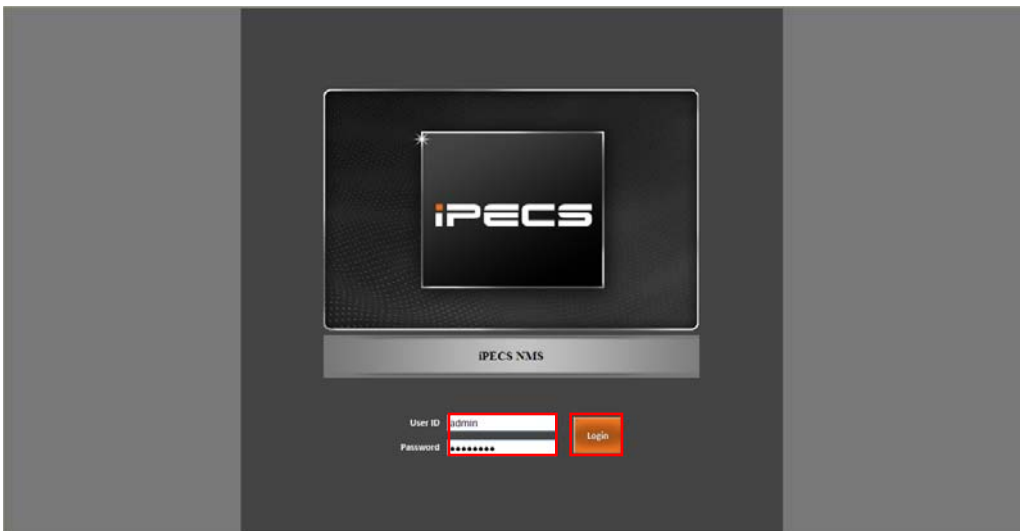 iPECS
iPECS NMS
User ID admin
Password ●●●●●●●●
Login